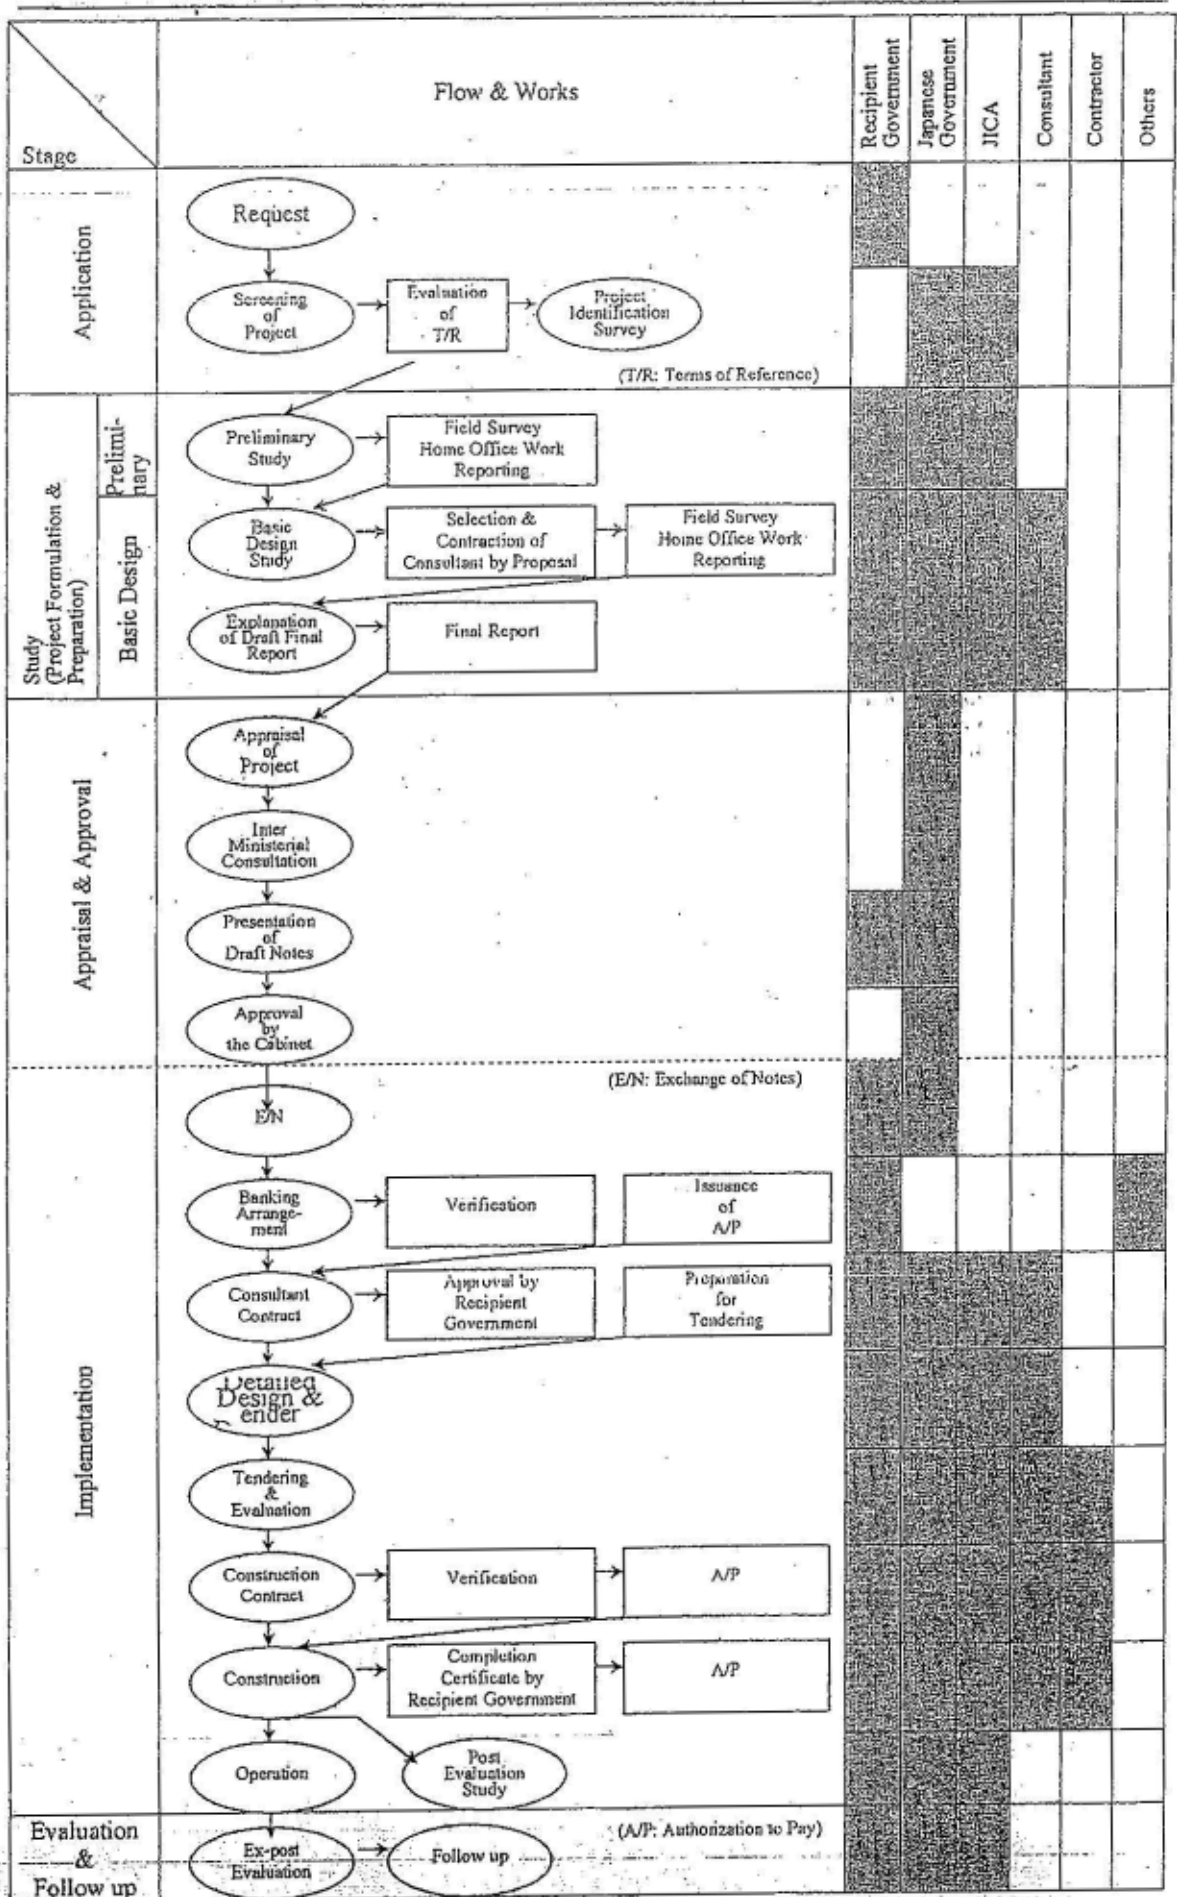 Stage
Flow & Works
Recipient
Government
Japanese
Government
JICA
Consultant
Contractor
Others
Application
Request
Screening
of
Project
Evaluation
of
T/R
Project
Identification
Survey
(T/R: Terms of Reference)
Study
(Project Formulation &
Preparation)
Prelimi-
nary
Preliminary
Study
Field Survey
Home Office Work
Reporting
Basic Design
Basic
Design
Study
Selection &
Contraction of
Consultant by Proposal
Field Survey
Home Office Work
Reporting
Explanation
of Draft Final
Report
Final Report
Appraisal & Approval
Appraisal
of
Project
Inter
Ministerial
Consultation
Presentation
of
Draft Notes
Approval
by
the Cabinet
Implementation
(E/N: Exchange of Notes)
E/N
Banking
Arrange-
ment
Verification
Issuance
of
A/P
Consultant
Contract
Approval by
Recipient
Government
Preparation
for
Tendering
Detailed
Design &
Tender
Tendering
&
Evaluation
Construction
Contract
Verification
A/P
Construction
Completion
Certificate by
Recipient Government
A/P
Operation
Post
Evaluation
Study
Evaluation
&
Follow up
Ex-post
Evaluation
Follow up
(A/P: Authorization to Pay)